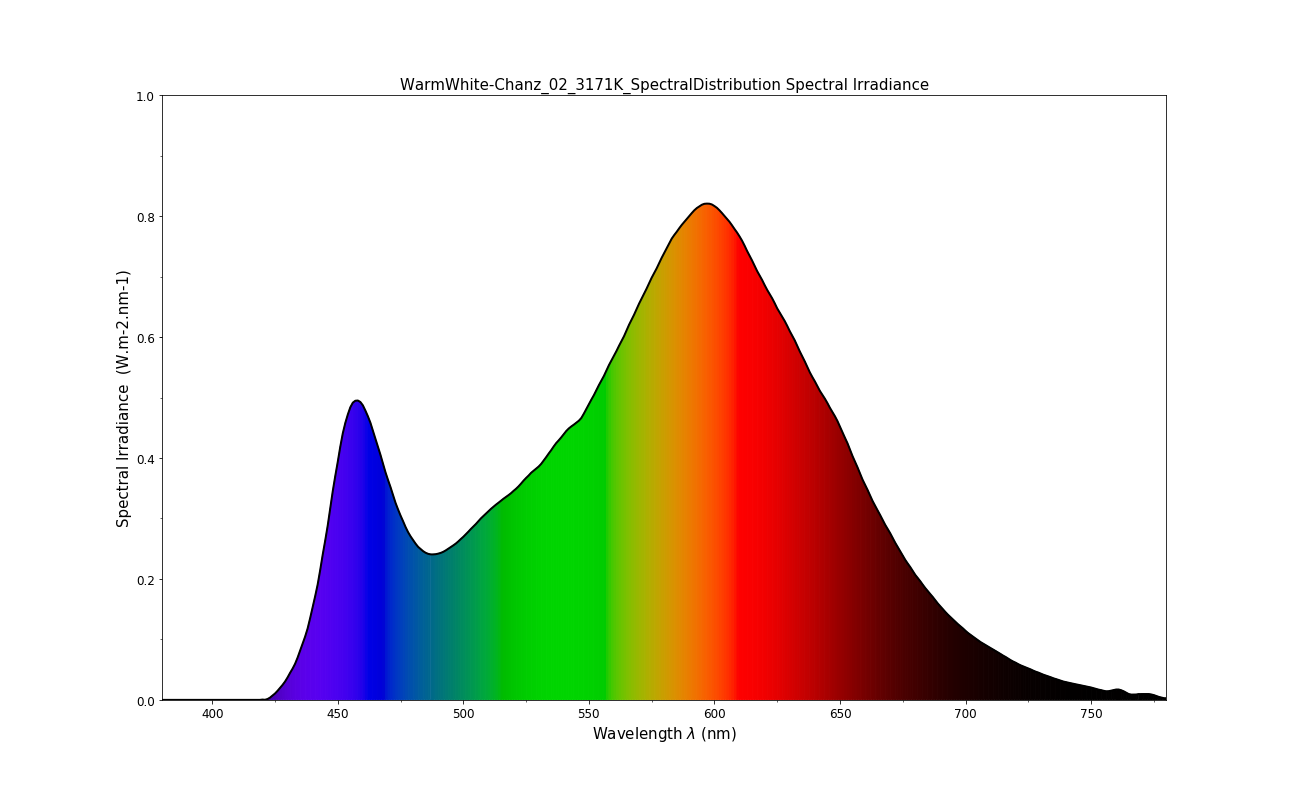 WarmWhite-Chanz_02_3171K_SpectralDistribution Spectral Irradiance
1.0
0.8
0.6
0.4
0.2
0.0
Spectral Irradiance (W.m-2.nm-1)
400 450 500 550 600 650 700 750
Wavelength λ (nm)